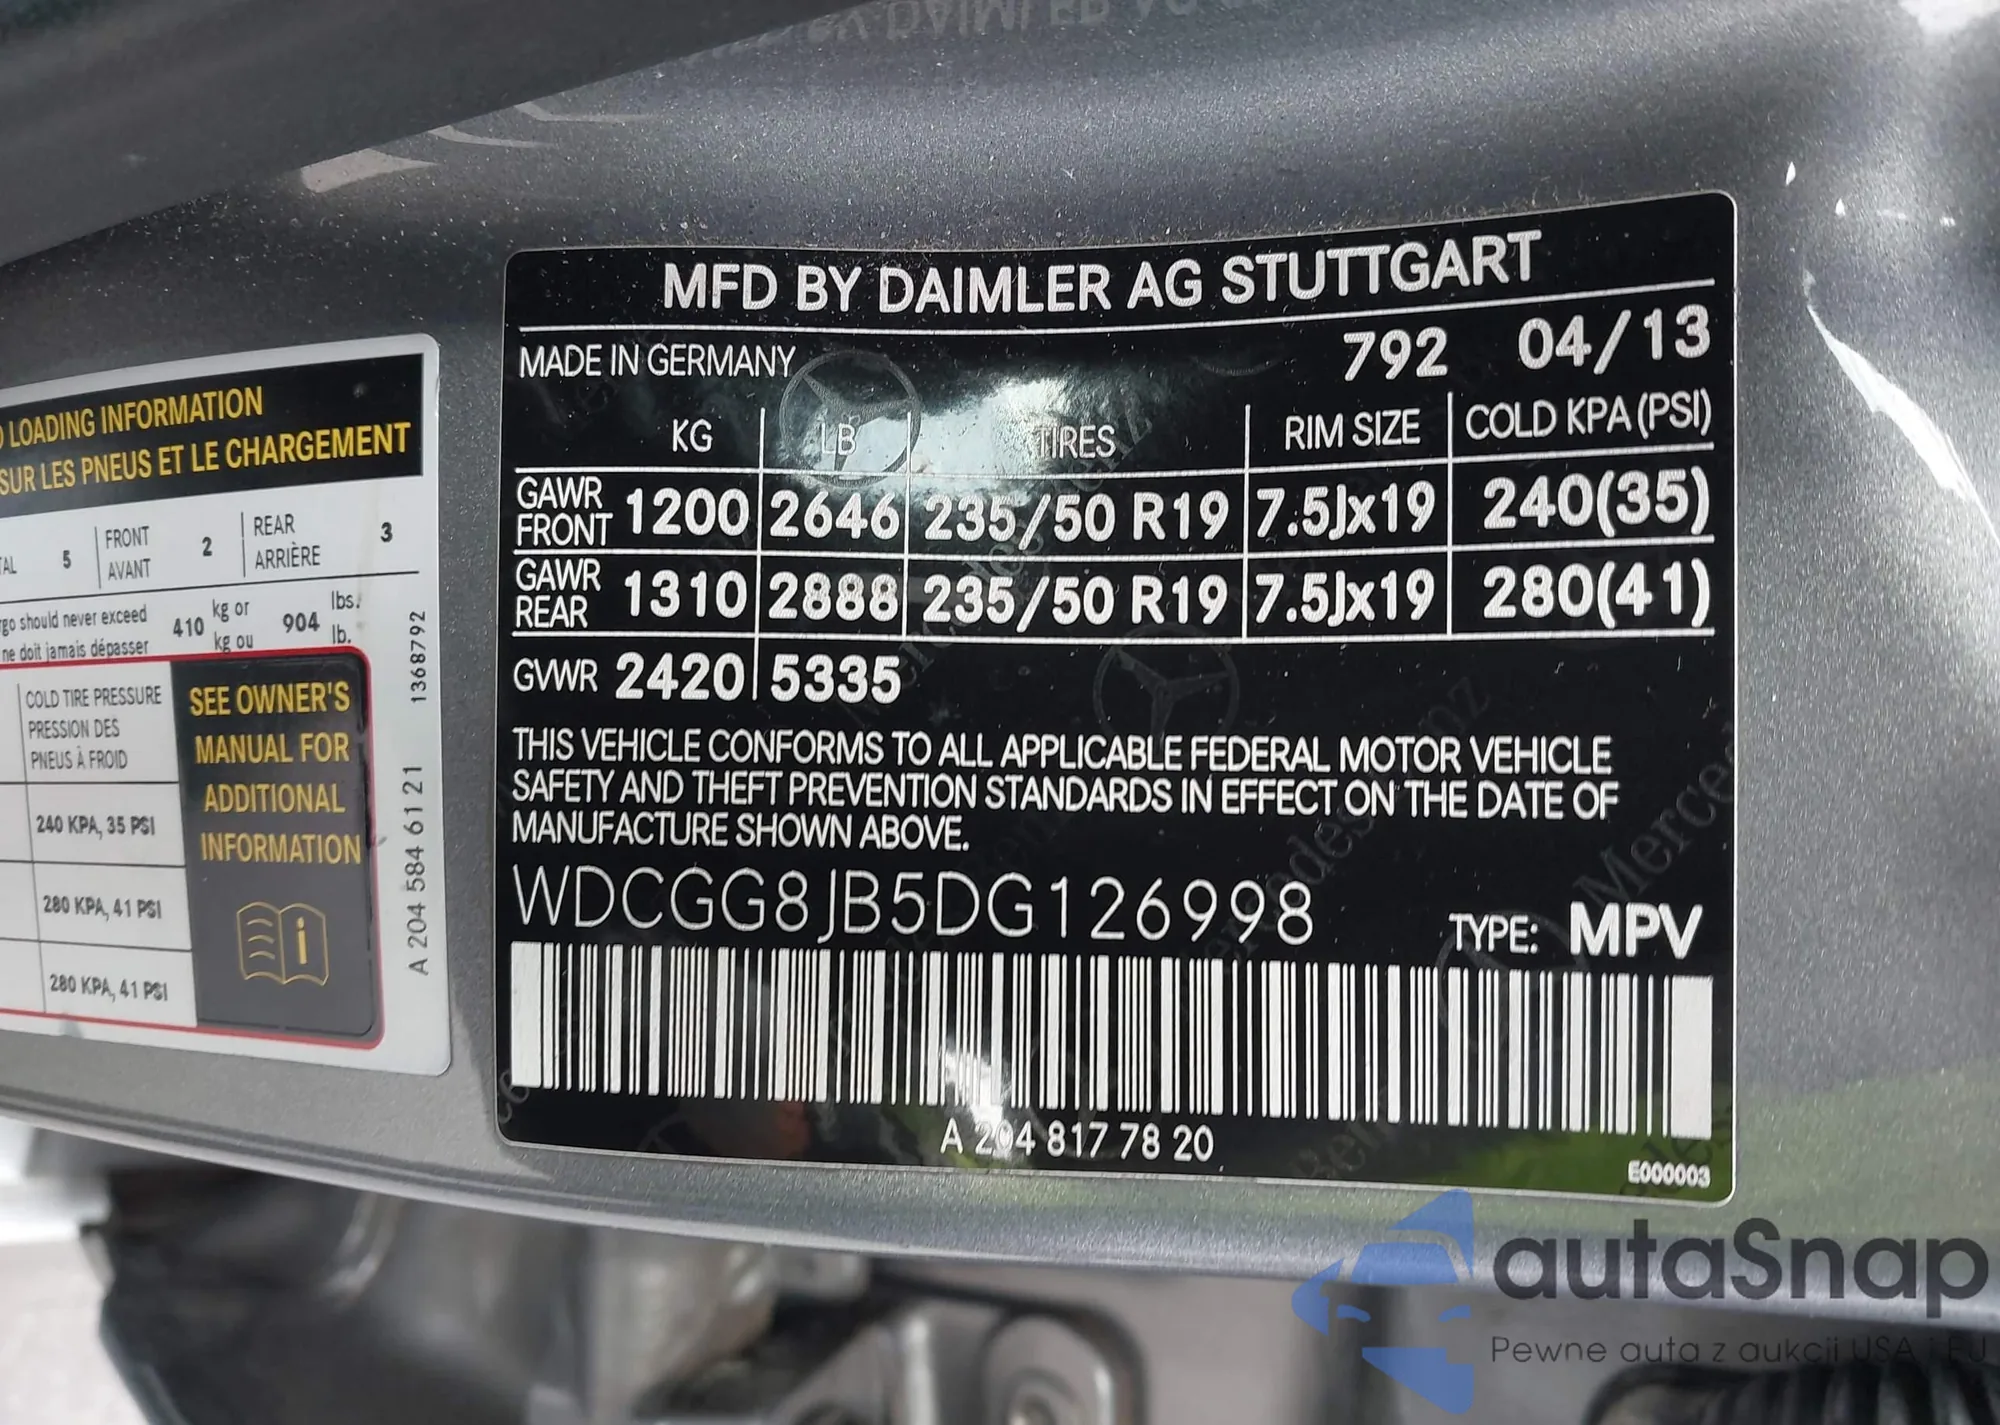 LOADING INFORMATION
SUR LES PNEUS ET LE CHARGEMENT
5
FRONT
AVANT
2
REAR
ARRIÈRE
3
should never exceed
ne doit jamais dépasser
410
kg or
kg ou
904
lbs.
lb.
COLD TIRE PRESSURE
PRESSION DES
PNEUS À FROID
240 KPA, 35 PSI
280 KPA, 41 PSI
280 KPA, 41 PSI
SEE OWNER'S
MANUAL FOR
ADDITIONAL
INFORMATION
1368792
A 204 584 61 21
MFD BY DAIMLER AG STUTTGART
MADE IN GERMANY 792 04/13
KG LB TIRES RIM SIZE COLD KPA (PSI)
GAWR
FRONT 1200 2646 235/50 R19 7.5Jx19 240(35)
GAWR
REAR 1310 2888 235/50 R19 7.5Jx19 280(41)
GVWR 2420 5335
THIS VEHICLE CONFORMS TO ALL APPLICABLE FEDERAL MOTOR VEHICLE
SAFETY AND THEFT PREVENTION STANDARDS IN EFFECT ON THE DATE OF
MANUFACTURE SHOWN ABOVE.
WDCGG8JB5DG126998 TYPE: MPV
A 204 817 78 20
E000003
autaSnap
Pewne auta z aukcji USA i EU